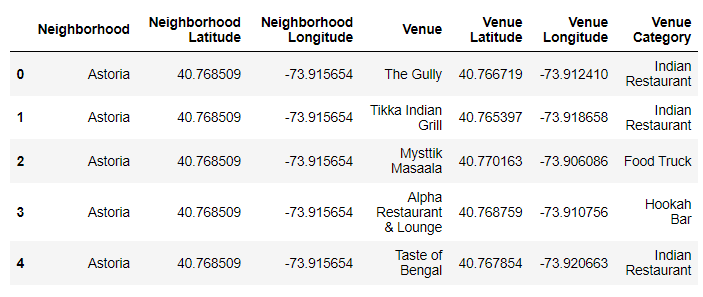 Neighborhood Neighborhood Latitude Neighborhood Longitude Venue Venue Latitude Venue Longitude Venue Category
0 Astoria 40.768509 -73.915654 The Gully 40.766719 -73.912410 Indian Restaurant
1 Astoria 40.768509 -73.915654 Tikka Indian Grill 40.765397 -73.918658 Indian Restaurant
2 Astoria 40.768509 -73.915654 Mysttik Masaala 40.770163 -73.906086 Food Truck
3 Astoria 40.768509 -73.915654 Alpha Restaurant & Lounge 40.768759 -73.910756 Hookah Bar
4 Astoria 40.768509 -73.915654 Taste of Bengal 40.767854 -73.920663 Indian Restaurant